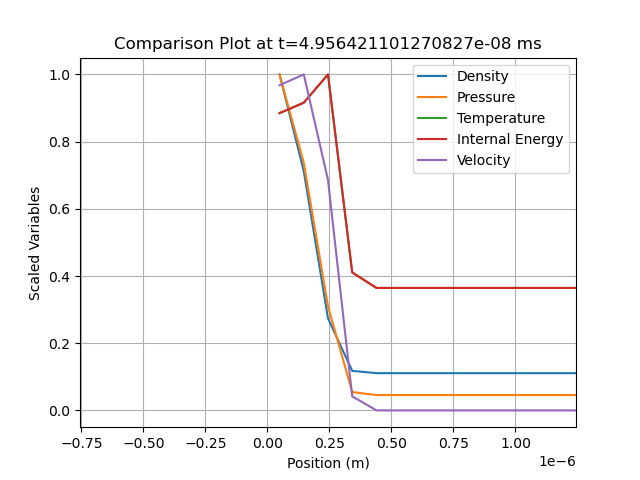 Comparison Plot at t=4.956421101270827e-08 ms
Density
Pressure
Temperature
Internal Energy
Velocity
Scaled Variables
1.0
0.8
0.6
0.4
0.2
0.0
−0.75 −0.50 −0.25 0.00 0.25 0.50 0.75 1.00
1e−6
Position (m)